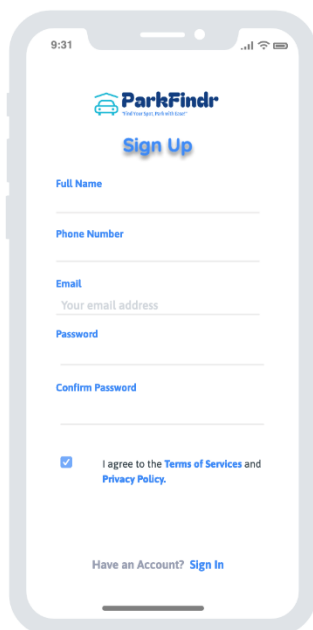 9:31
ParkFindr
"Find Your Spot, Park with Ease!"
Sign Up
Full Name
Phone Number
Email
Your email address
Password
Confirm Password
I agree to the Terms of Services and
Privacy Policy.
Have an Account? Sign In